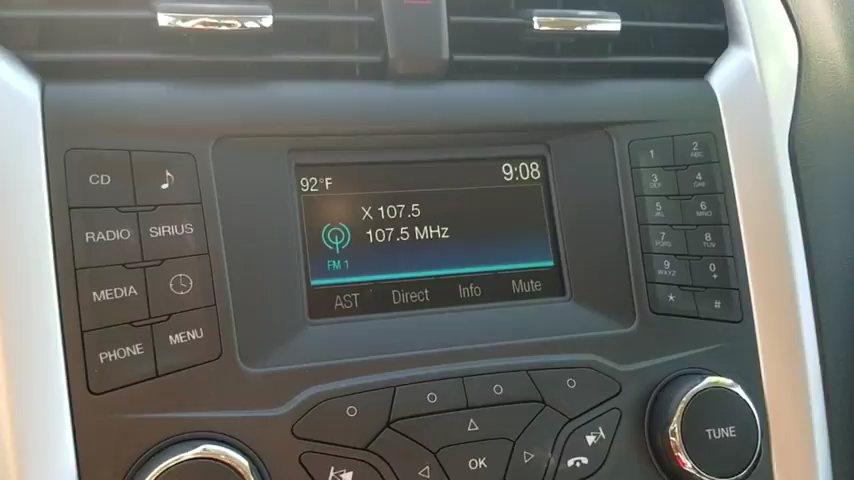 92°F 9:08
X 107.5
107.5 MHz
FM 1
AST Direct Info Mute
CD
RADIO SIRIUS
MEDIA
PHONE MENU
1 2 ABC
3 DEF 4 GHI
5 JKL 6 MNO
7 PQRS 8 TUV
9 WXYZ 0 +
* #
OK
TUNE